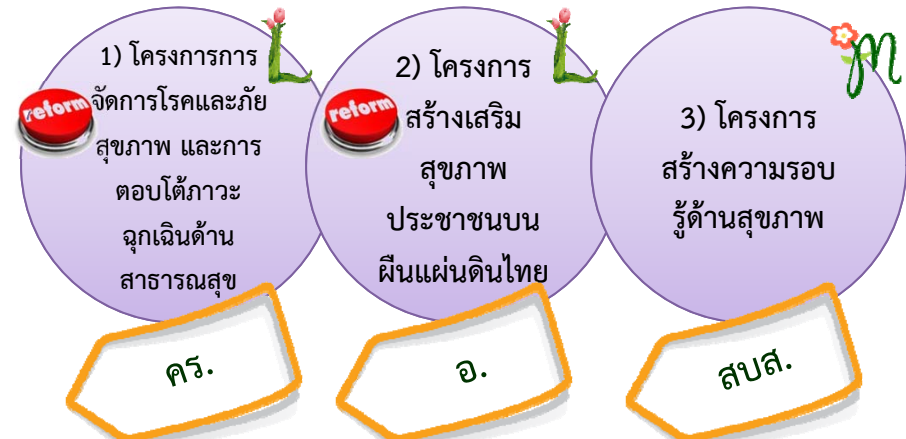 1) โครงการการ
จัดการโรคและภัย
สุขภาพ และการ
ตอบโต้ภาวะ
ฉุกเฉินด้าน
สาธารณสุข
reform
L
คร.
2) โครงการ
สร้างเสริม
สุขภาพ
ประชาชนบน
ผืนแผ่นดินไทย
reform
L
อ.
3) โครงการ
สร้างความรอบ
รู้ด้านสุขภาพ
m
สบส.